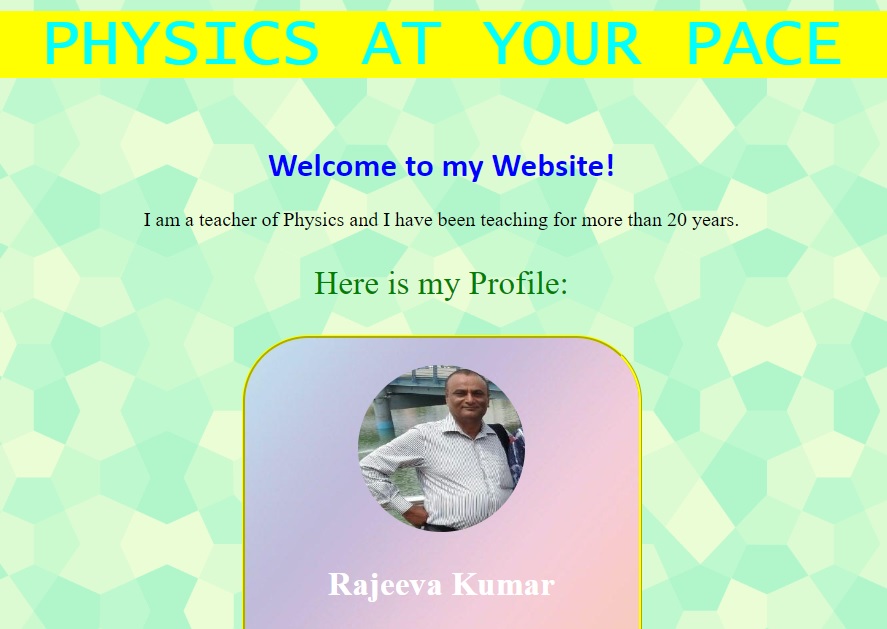 PHYSICS AT YOUR PACE
Welcome to my Website!
I am a teacher of Physics and I have been teaching for more than 20 years.
Here is my Profile:
Rajeeva Kumar